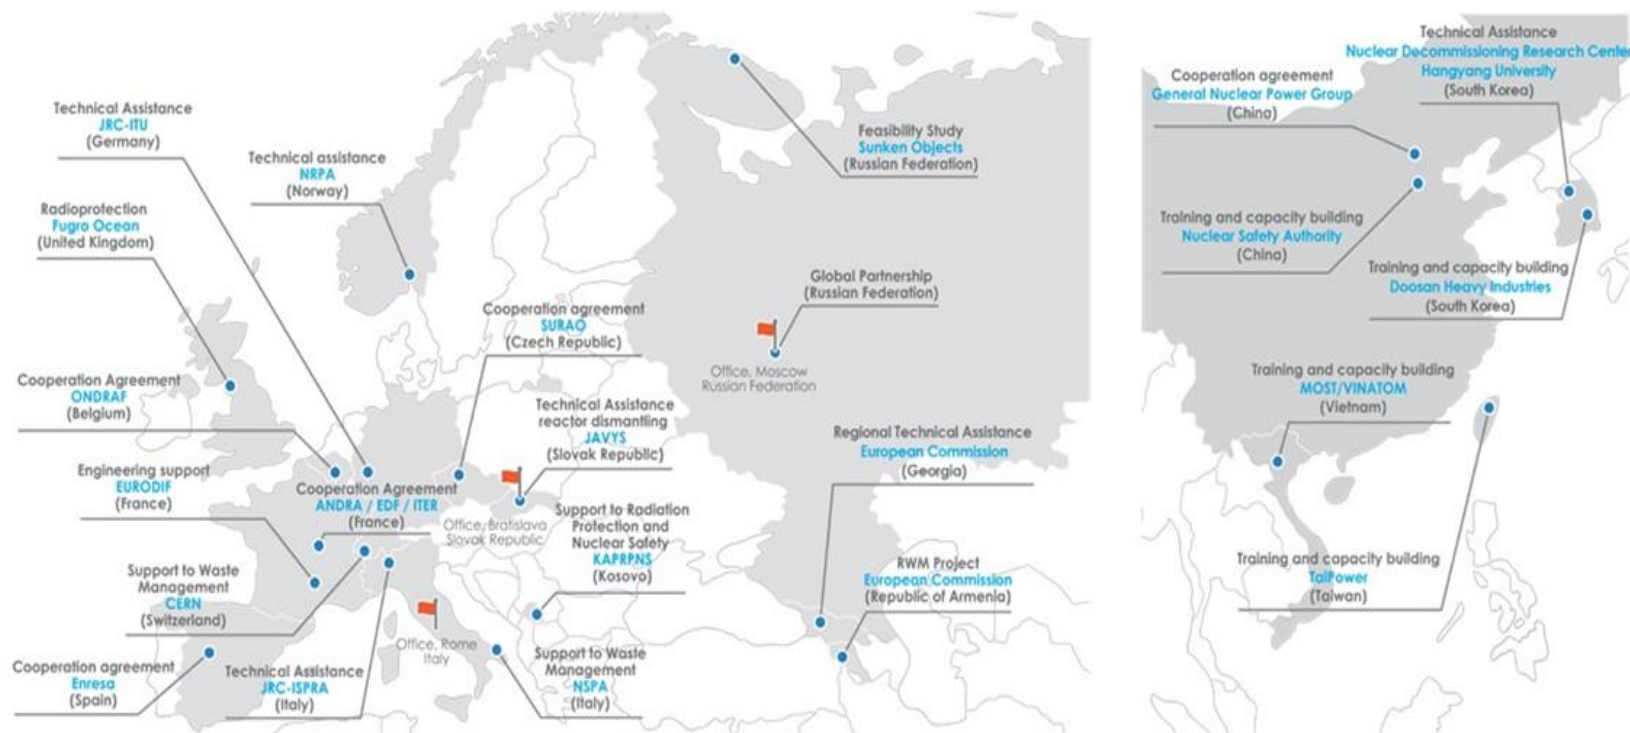 Technical Assistance
JRC-ITU
(Germany)
Technical assistance
NRPA
(Norway)
Radioprotection
Fugro Ocean
(United Kingdom)
Feasibility Study
Sunken Objects
(Russian Federation)
Global Partnership
(Russian Federation)
Office, Moscow
Russian Federation
Cooperation agreement
SURAO
(Czech Republic)
Cooperation Agreement
ONDRAF
(Belgium)
Technical Assistance
reactor dismantling
JAVYS
(Slovak Republic)
Regional Technical Assistance
European Commission
(Georgia)
Engineering support
EURODIF
(France)
Cooperation Agreement
ANDRA / EDF / ITER
(France)
Office, Bratislava
Slovak Republic
Support to Radiation
Protection and
Nuclear Safety
KAPRPNS
(Kosovo)
Support to Waste
Management
CERN
(Switzerland)
RWM Project
European Commission
(Republic of Armenia)
Office, Rome
Italy
Cooperation agreement
Enresa
(Spain)
Technical Assistance
JRC-ISPRA
(Italy)
Support to Waste
Management
NSPA
(Italy)
Technical Assistance
Nuclear Decommissioning Research Center
Hangyang University
(South Korea)
Cooperation agreement
General Nuclear Power Group
(China)
Training and capacity building
Nuclear Safety Authority
(China)
Training and capacity building
Doosan Heavy Industries
(South Korea)
Training and capacity building
MOST/VINATOM
(Vietnam)
Training and capacity building
TaiPower
(Taiwan)